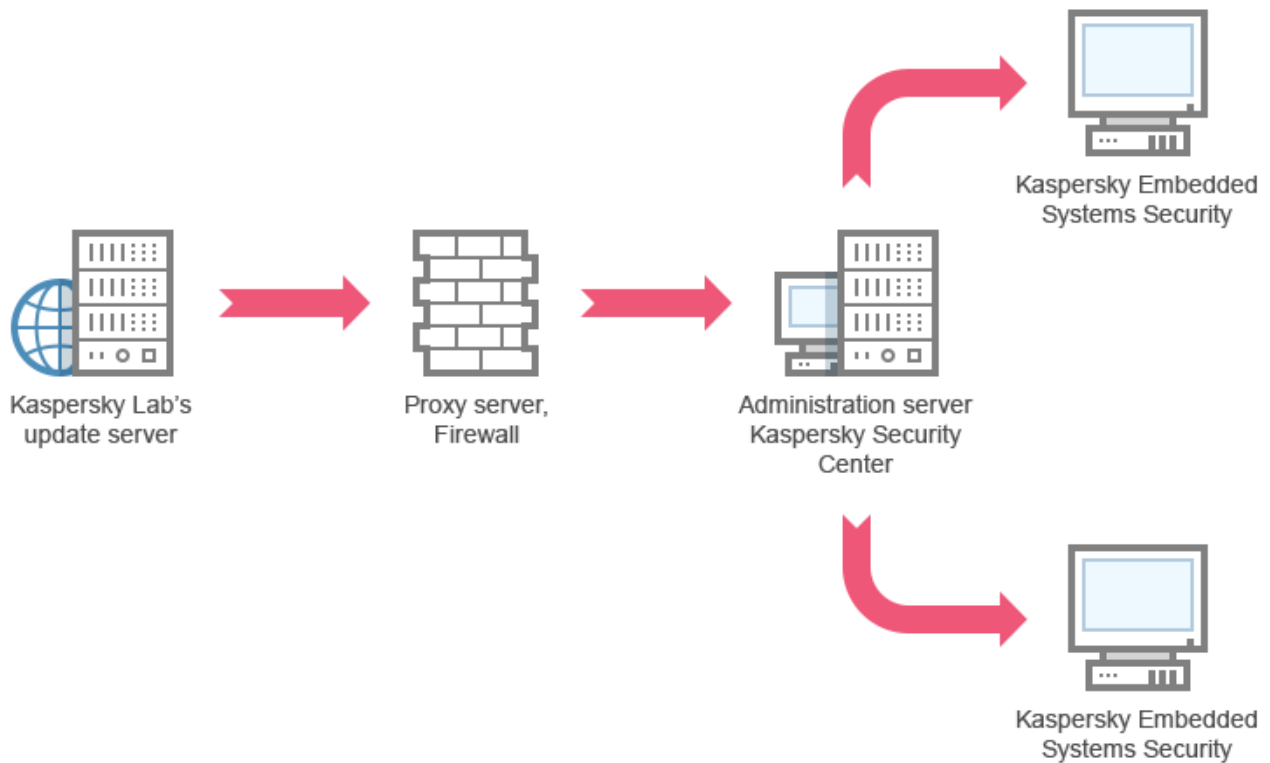 Kaspersky Embedded
Systems Security
Kaspersky Lab's
update server
Proxy server,
Firewall
Administration server
Kaspersky Security
Center
Kaspersky Embedded
Systems Security